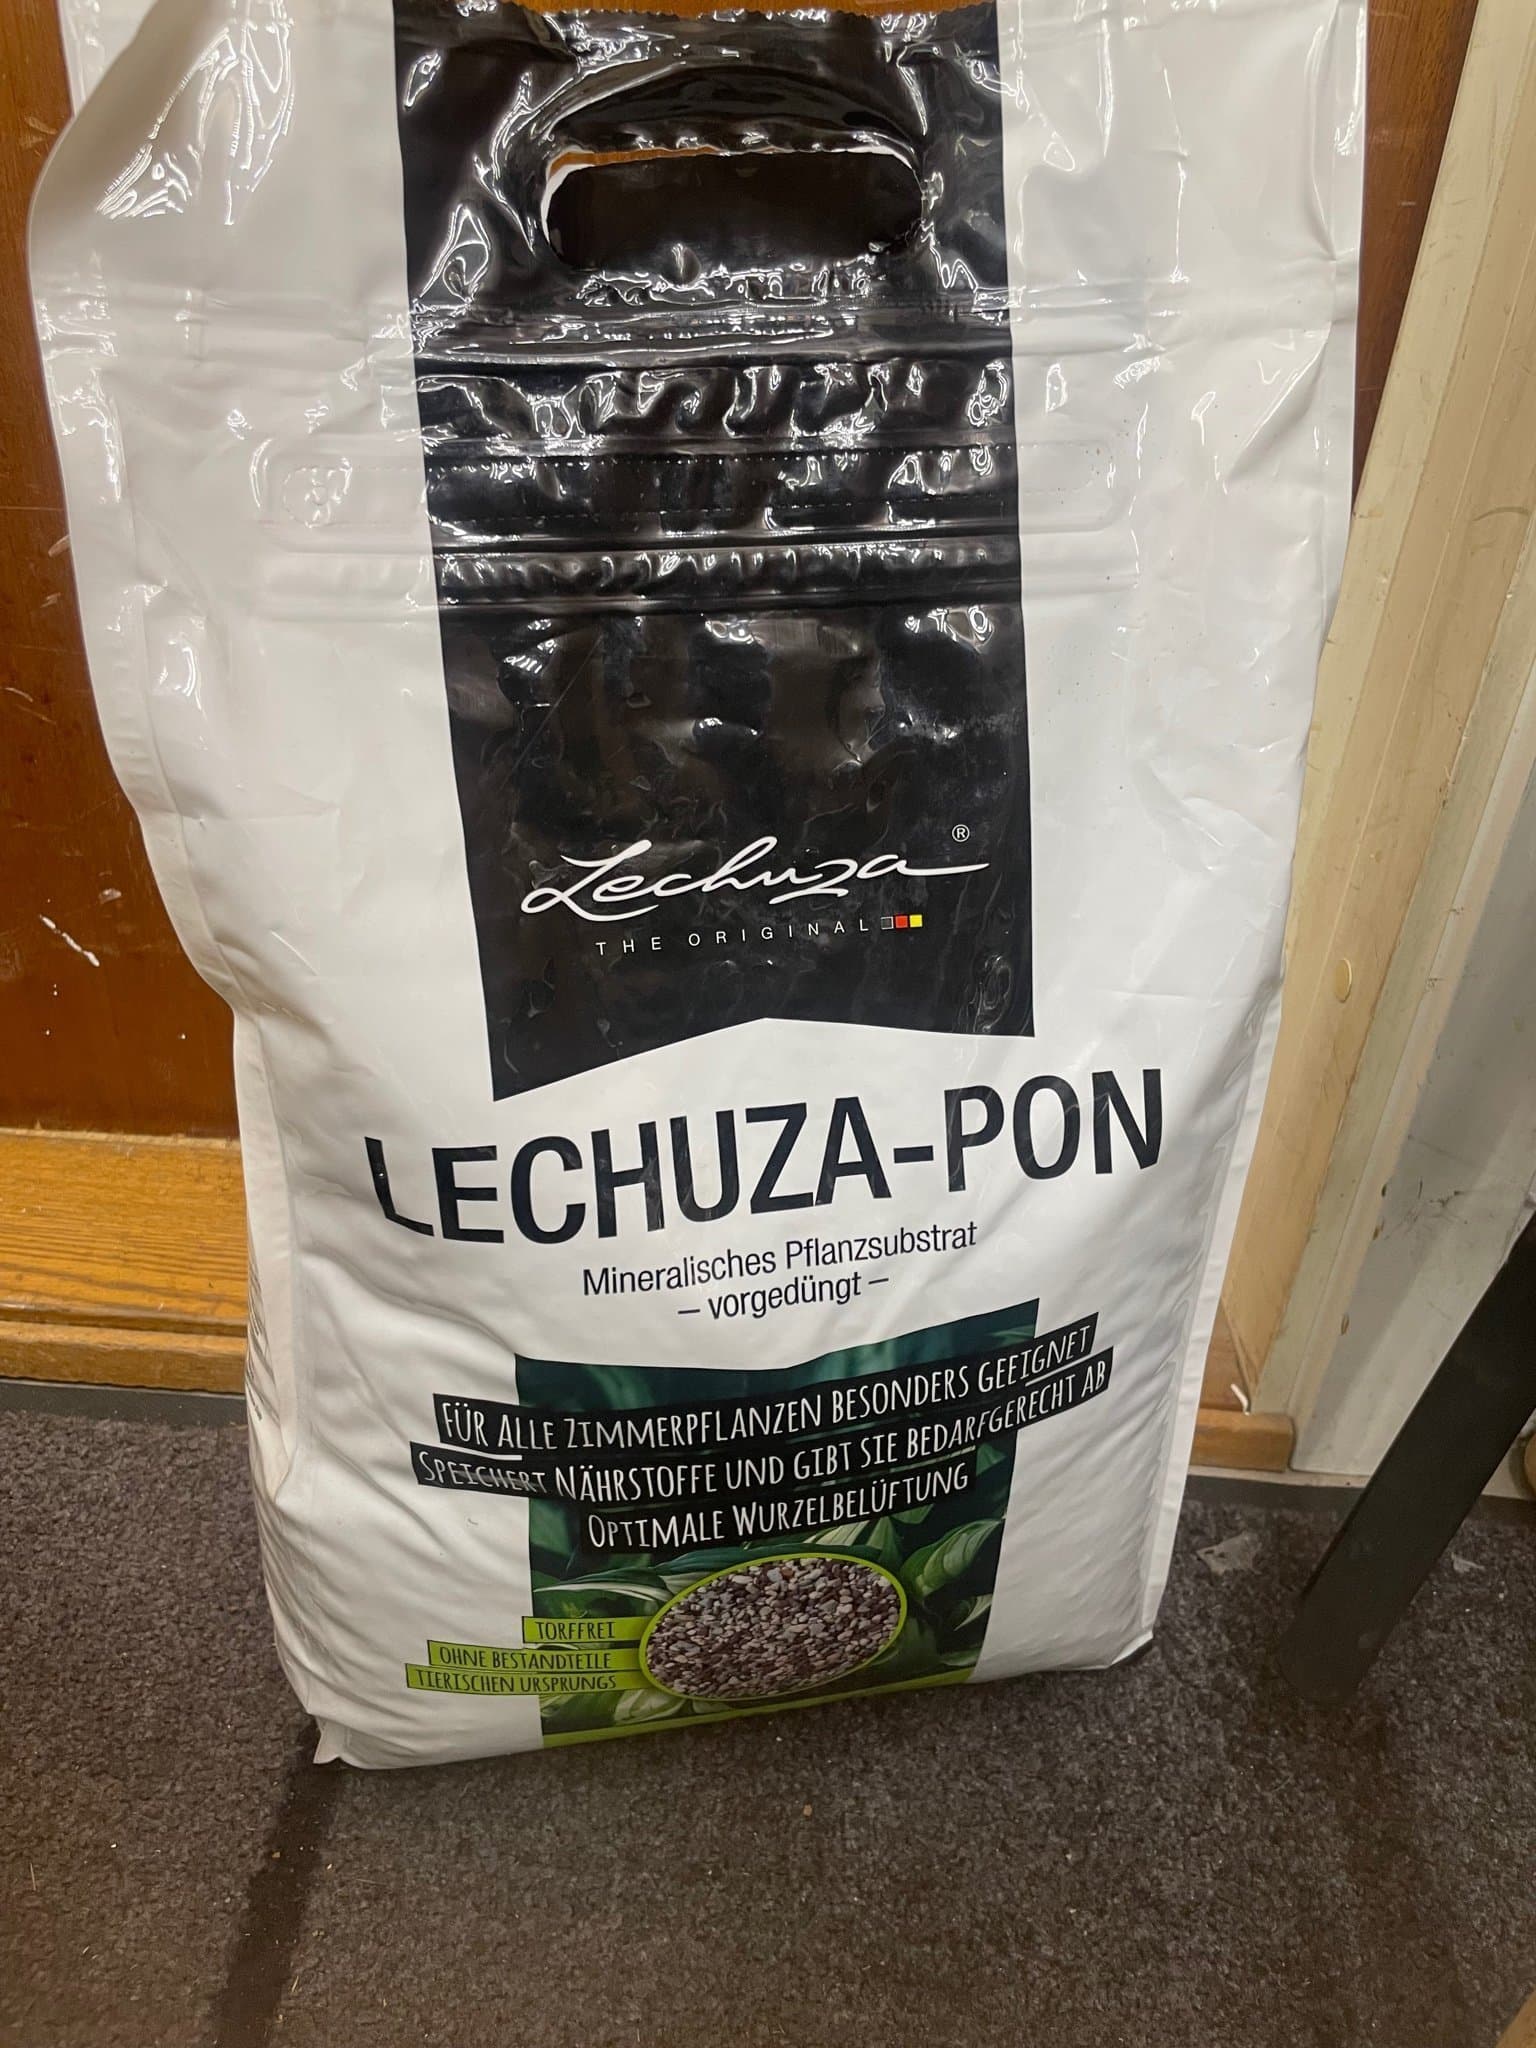 Lechuza®
THE ORIGINAL
LECHUZA-PON
Mineralisches Pflanzsubstrat
– vorgedüngt –
FÜR ALLE ZIMMERPFLANZEN BESONDERS GEEIGNET
SPEICHERT NÄHRSTOFFE UND GIBT SIE BEDARFGERECHT AB
OPTIMALE WURZELBELÜFTUNG
TORFFREI
OHNE BESTANDTEILE
TIERISCHEN URSPRUNGS